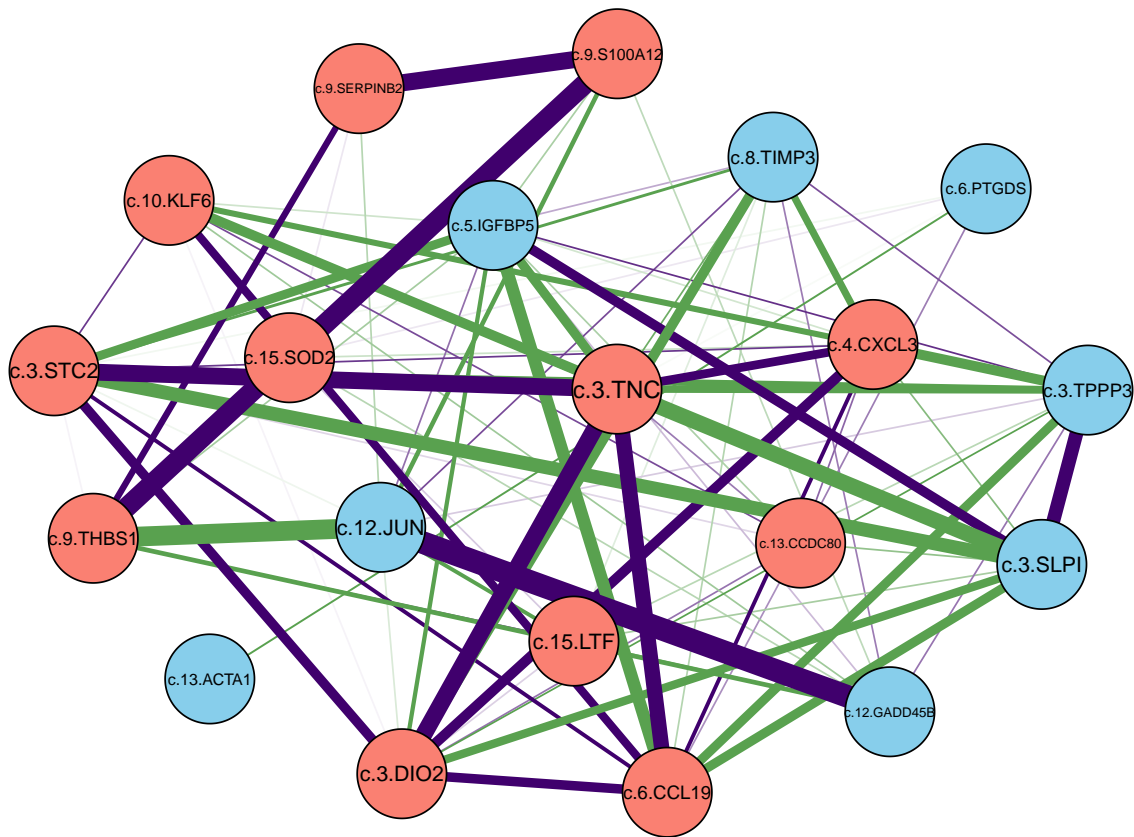 c.9.S100A12
c.9.SERPINB2
c.8.TIMP3
c.6.PTGDS
c.10.KLF6
c.5.IGFBP5
c.4.CXCL3
c.15.SOD2
c.3.STC2
c.3.TNC
c.3.TPPP3
c.12.JUN
c.9.THBS1
c.13.CCDC80
c.3.SLPI
c.15.LTF
c.13.ACTA1
c.12.GADD45B
c.3.DIO2
c.6.CCL19